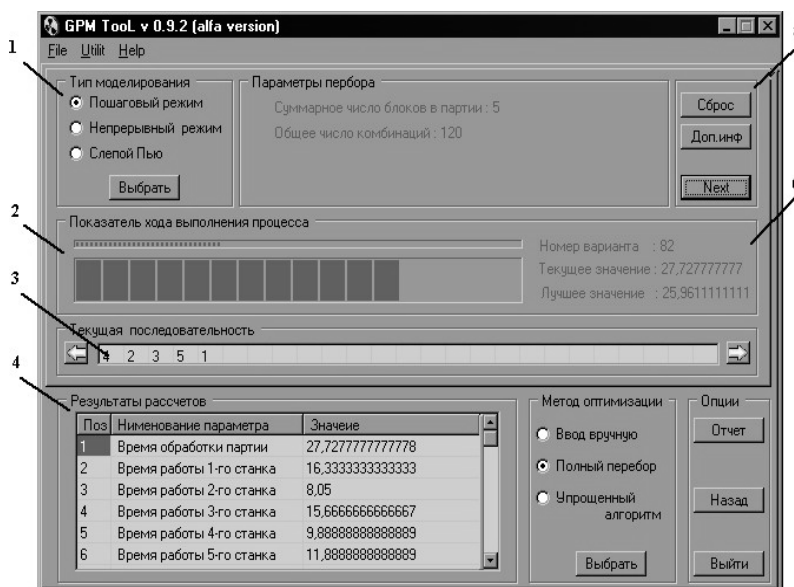 GPM TooL v 0.9.2 (alfa version)
File Utilit Help
1
Тип моделирования
Пошаговый режим
Непрерывный режим
Слепой Пью
Выбрать
Параметры пербора
Суммарное число блоков в партии : 5
Общее число комбинаций : 120
Сброс
Доп.инф
Next
2
Показатель хода выполнения процесса
Номер варианта : 82
Текущее значение : 27,727777777
Лучшее значение : 25,9611111111
3
Текущая последовательность
4 2 3 5 1
4
Результаты рассчетов
Поз Нименование параметра Значеие
1 Время обработки партии 27,7277777777778
2 Время работы 1-го станка 16,3333333333333
3 Время работы 2-го станка 8,05
4 Время работы 3-го станка 15,6666666666667
5 Время работы 4-го станка 9,88888888888889
6 Время работы 5-го станка 11,8888888888889
Метод оптимизации
Ввод вручную
Полный перебор
Упрощенный
алгоритм
Выбрать
Опции
Отчет
Назад
Выйти